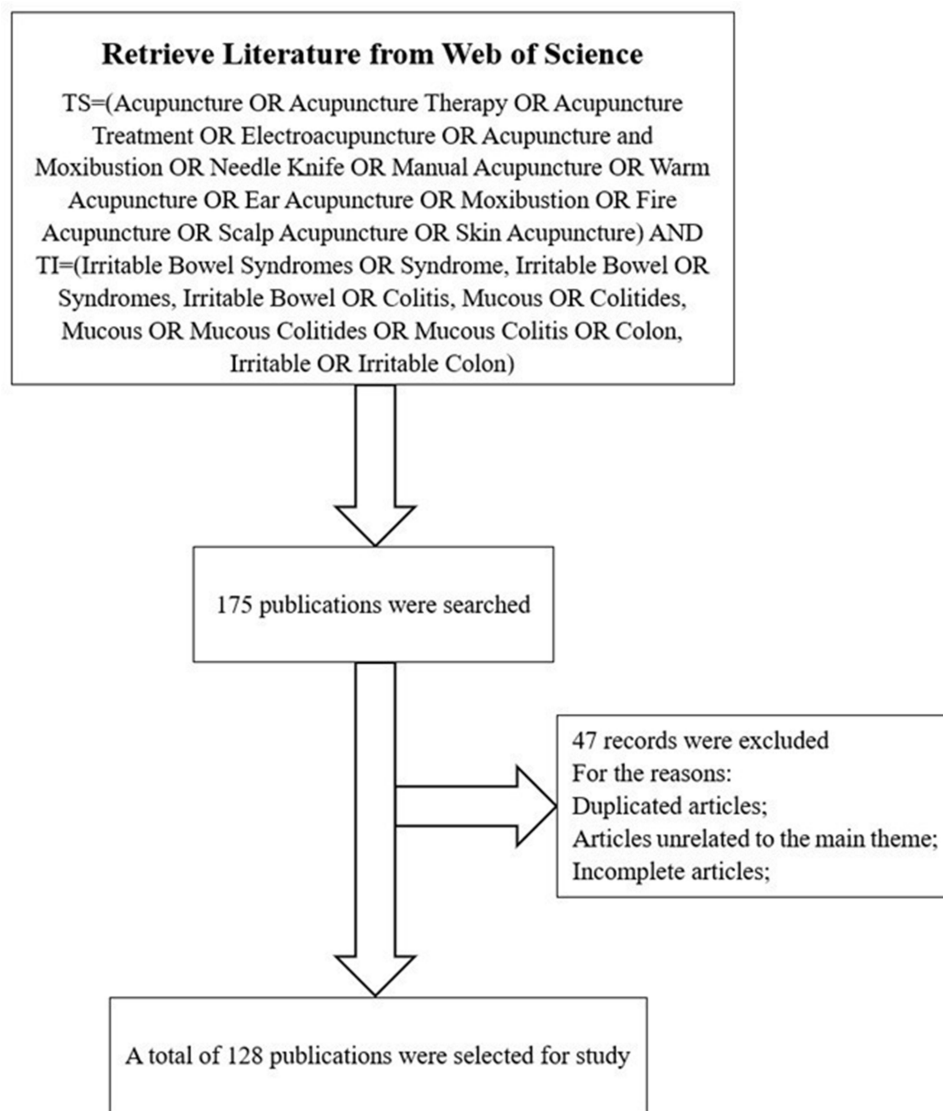 Retrieve Literature from Web of Science
TS=(Acupuncture OR Acupuncture Therapy OR Acupuncture
Treatment OR Electroacupuncture OR Acupuncture and
Moxibustion OR Needle Knife OR Manual Acupuncture OR Warm
Acupuncture OR Ear Acupuncture OR Moxibustion OR Fire
Acupuncture OR Scalp Acupuncture OR Skin Acupuncture) AND
TI=(Irritable Bowel Syndromes OR Syndrome, Irritable Bowel OR
Syndromes, Irritable Bowel OR Colitis, Mucous OR Colitides,
Mucous OR Mucous Colitides OR Mucous Colitis OR Colon,
Irritable OR Irritable Colon)
175 publications were searched
47 records were excluded
For the reasons:
Duplicated articles;
Articles unrelated to the main theme;
Incomplete articles;
A total of 128 publications were selected for study